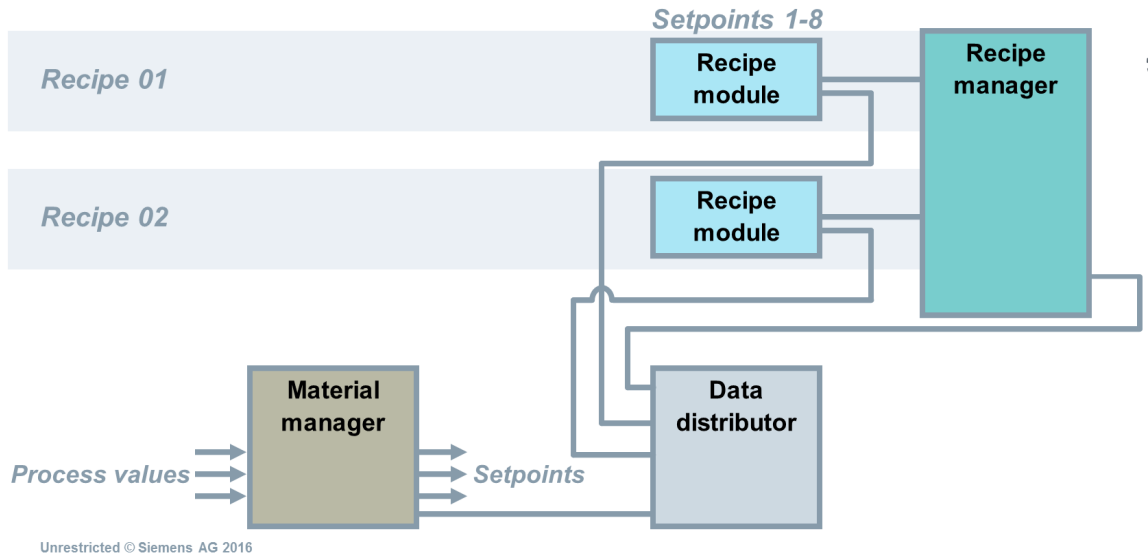 Setpoints 1-8
Recipe 01
Recipe
module
Recipe
manager
Recipe 02
Recipe
module
Material
manager
Data
distributor
Process values
Setpoints
Unrestricted © Siemens AG 2016